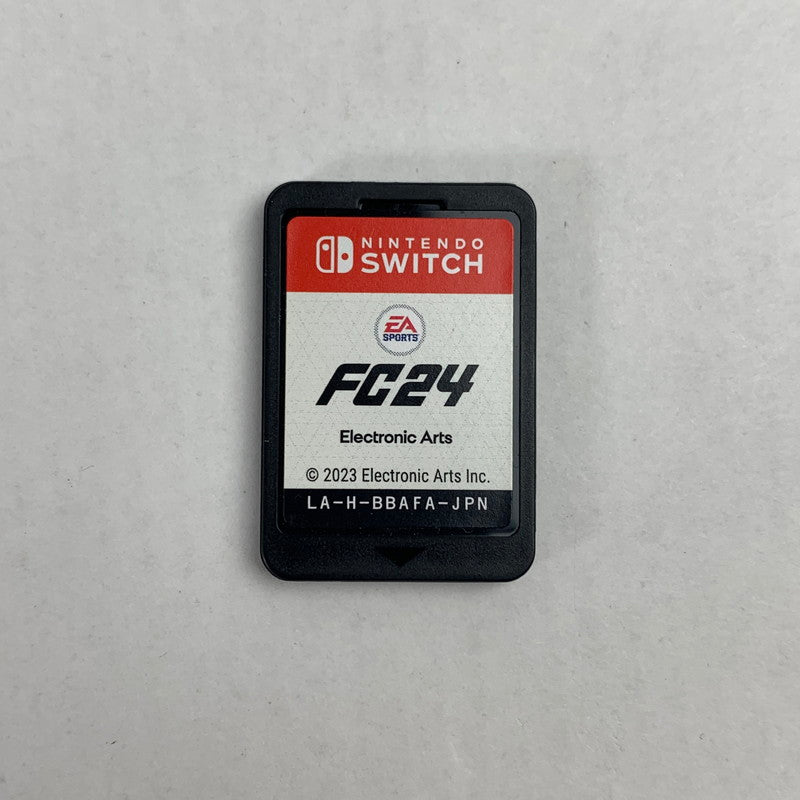 NINTENDO
SWITCH
EA
SPORTS
FC24
Electronic Arts
© 2023 Electronic Arts Inc.
LA-H-BBAFA-JPN